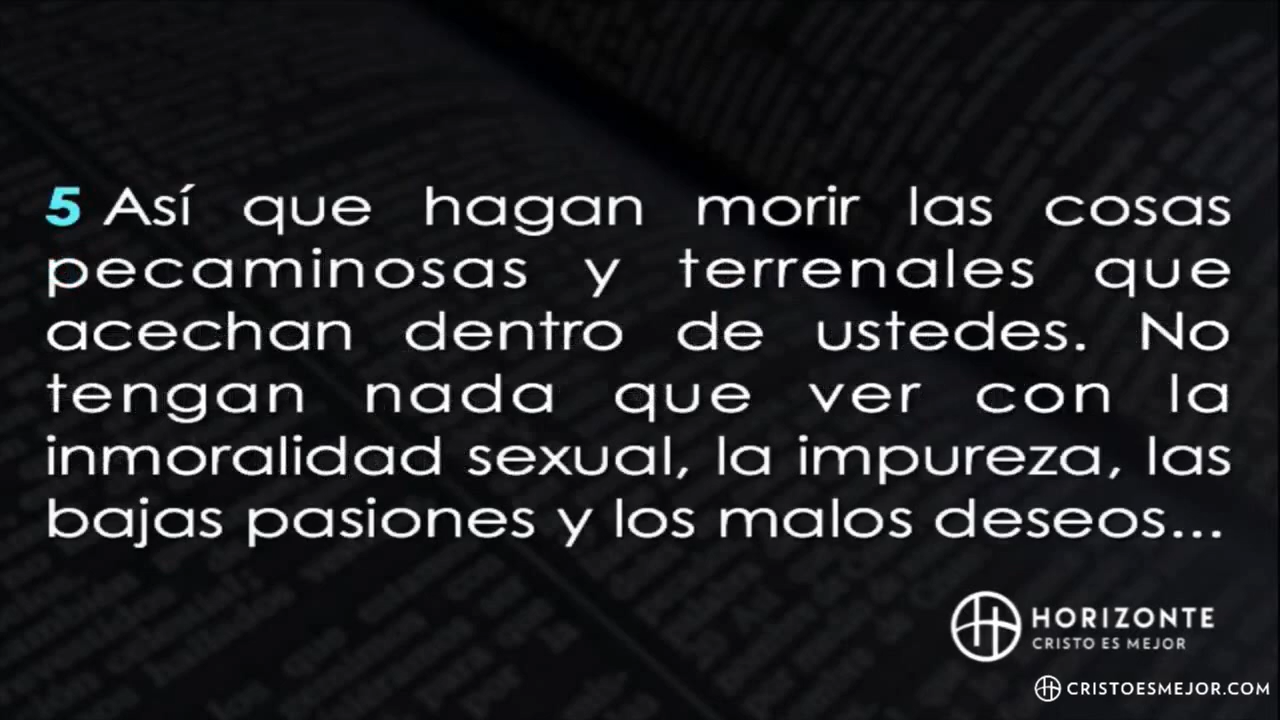 5 Así que hagan morir las cosas
pecaminosas y terrenales que
acechan dentro de ustedes. No
tengan nada que ver con la
inmoralidad sexual, la impureza, las
bajas pasiones y los malos deseos...
HORIZONTE
CRISTO ES MEJOR
CRISTOESMEJOR.COM